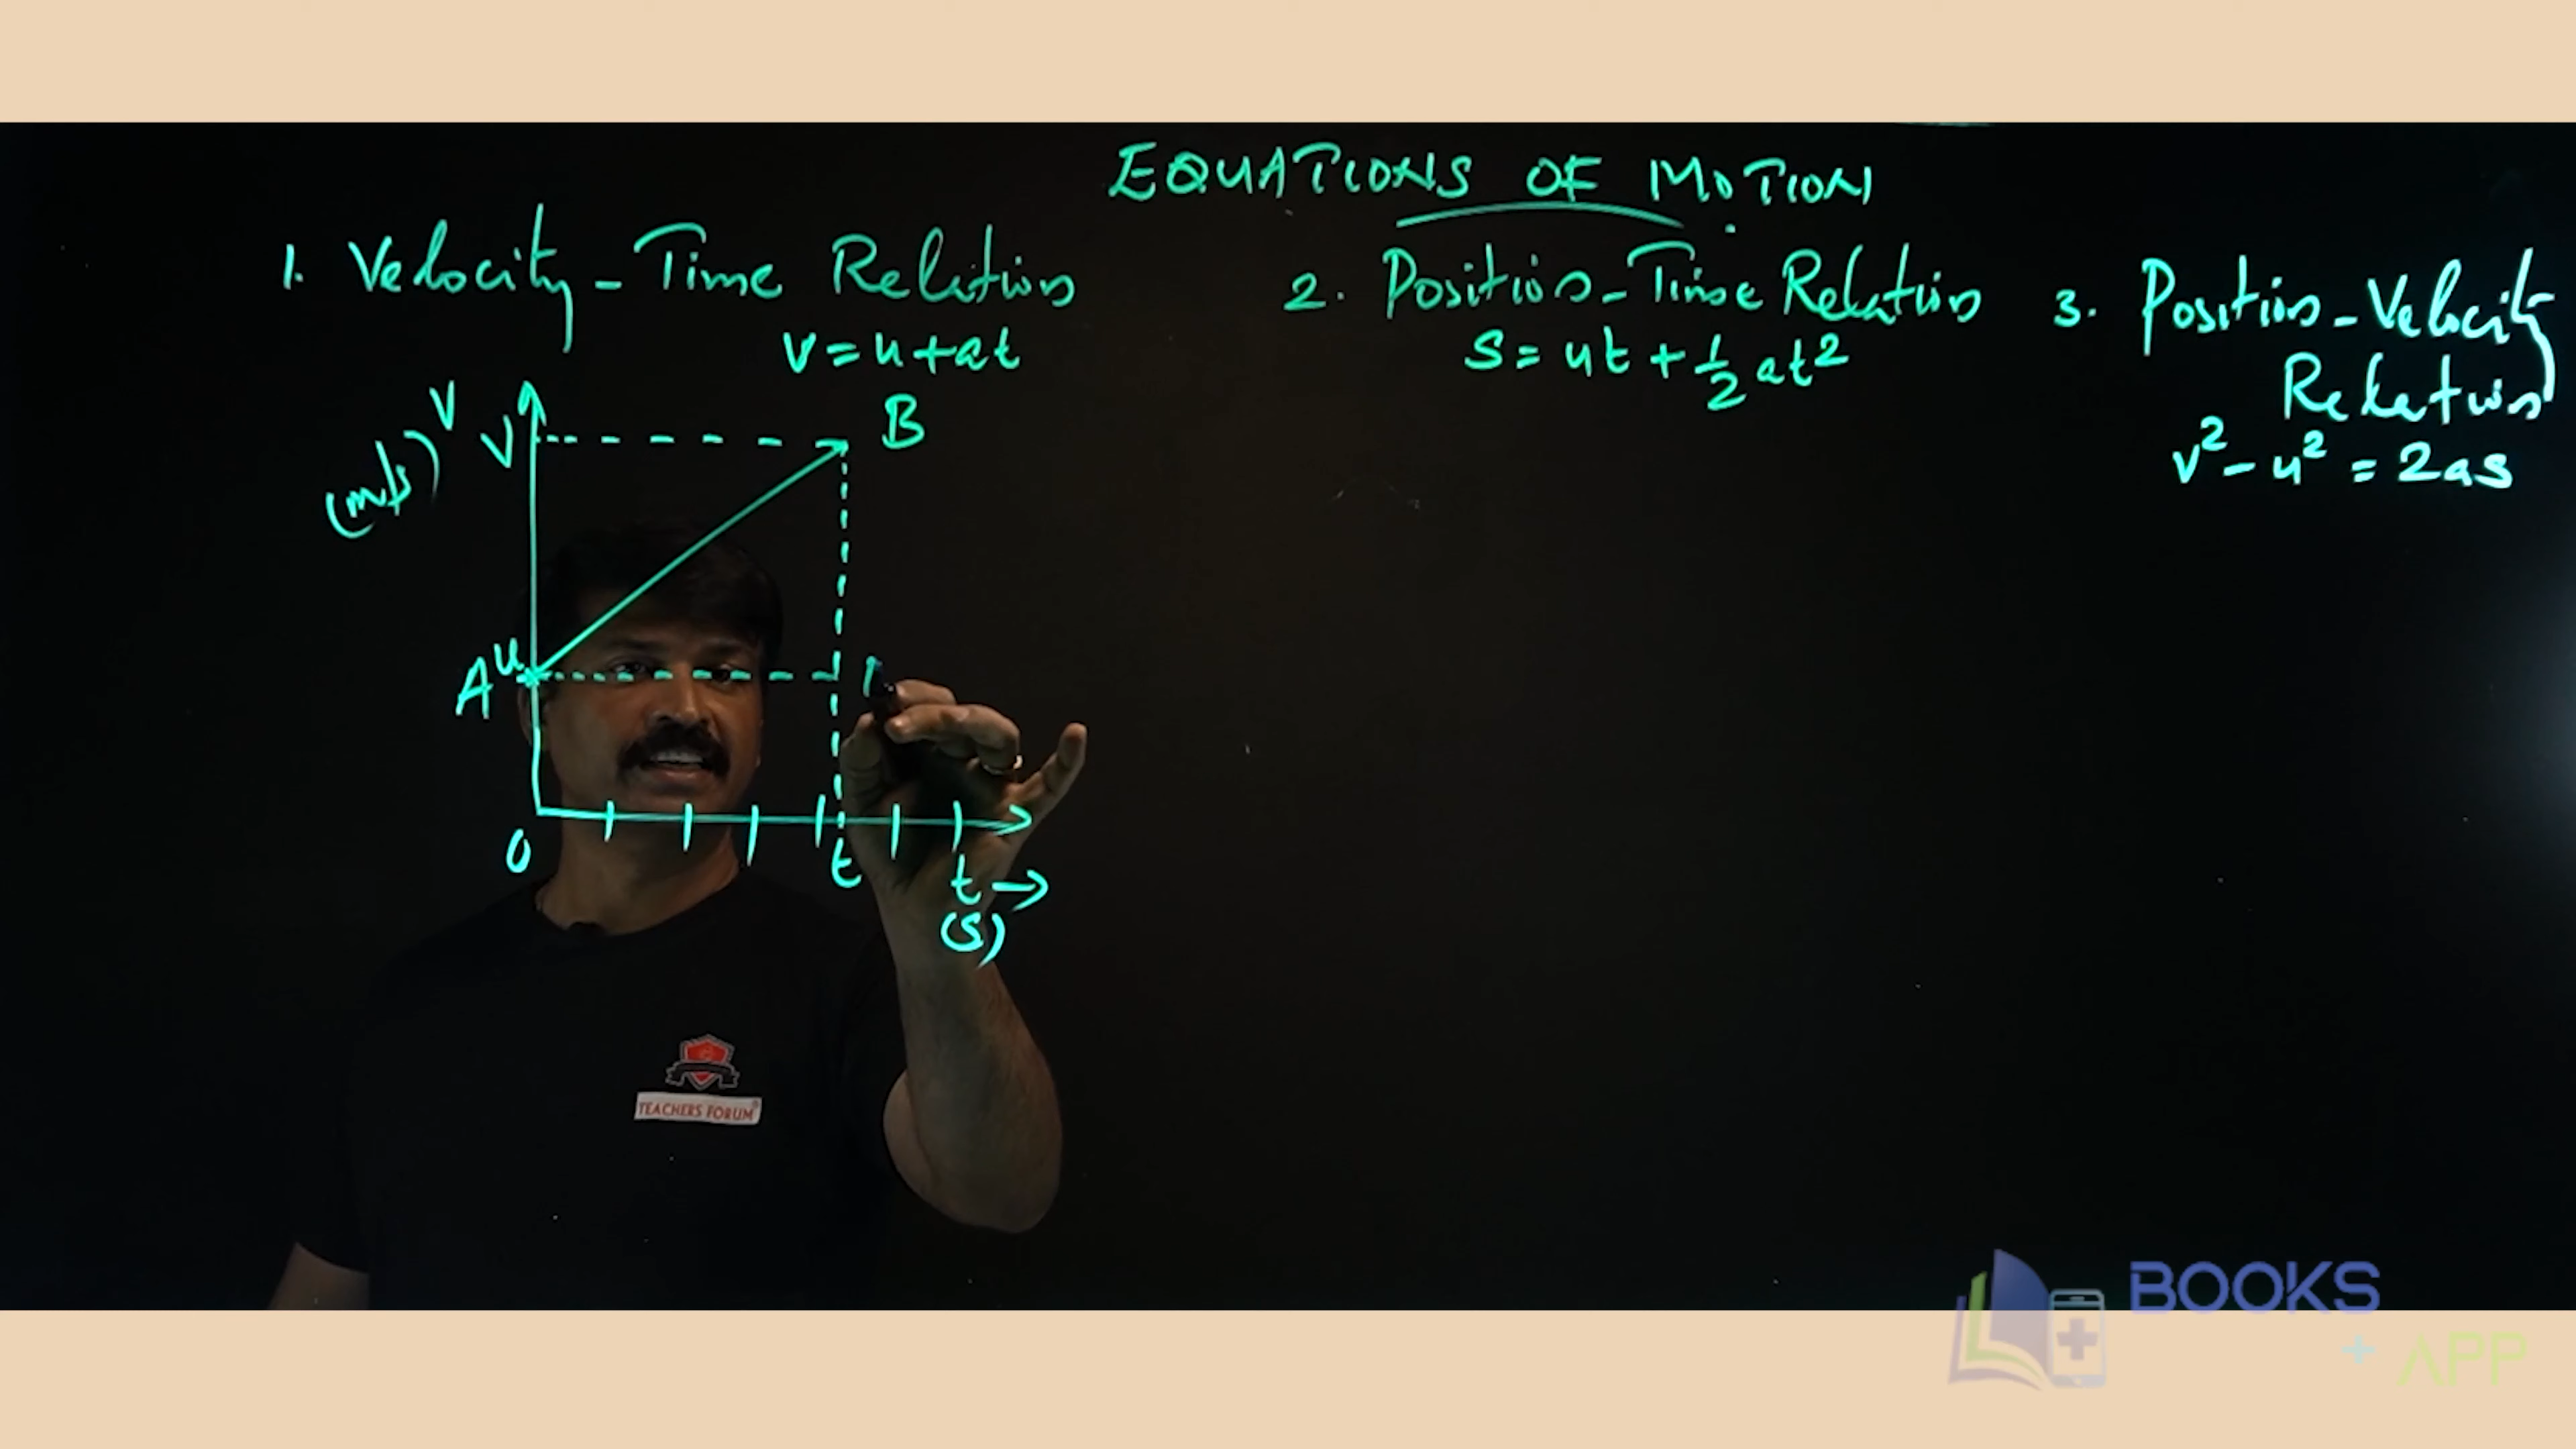 EQUATIONS OF MOTION
1. Velocity - Time Relation
v = u + at
2. Position - Time Relation
S = ut + 1/2 at²
3. Position - Velocity
Relation
v² - u² = 2as
V
(m/s)
V
B
A
u
0
t
t →
(s)
TEACHERS FORUM
BOOKS
+ APP